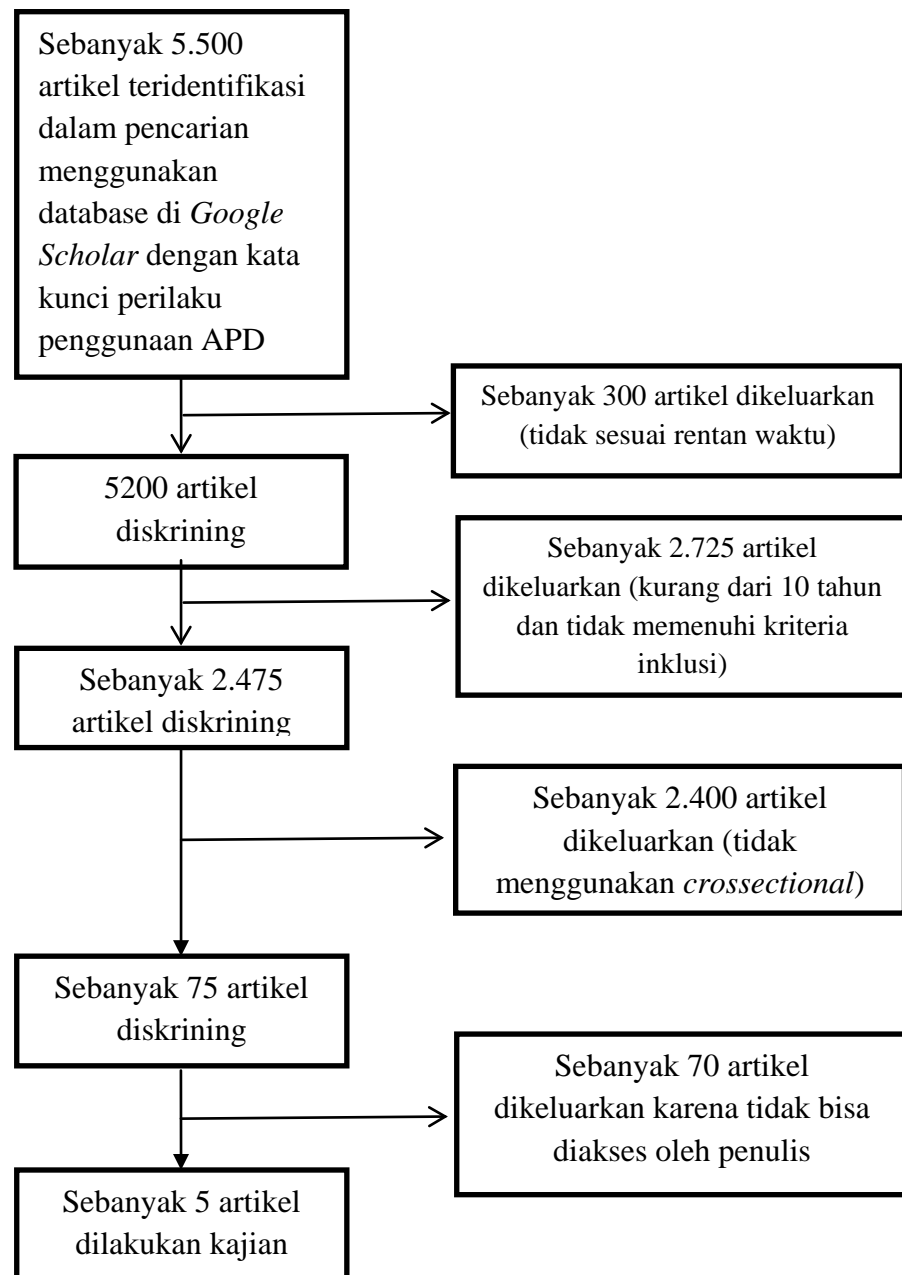 Sebanyak 5.500
artikel teridentifikasi
dalam pencarian
menggunakan
database di Google
Scholar dengan kata
kunci perilaku
penggunaan APD
Sebanyak 300 artikel dikeluarkan
(tidak sesuai rentan waktu)
5200 artikel
diskrining
Sebanyak 2.725 artikel
dikeluarkan (kurang dari 10 tahun
dan tidak memenuhi kriteria
inklusi)
Sebanyak 2.475
artikel diskrining
Sebanyak 2.400 artikel
dikeluarkan (tidak
menggunakan crossectional)
Sebanyak 75 artikel
diskrining
Sebanyak 70 artikel
dikeluarkan karena tidak bisa
diakses oleh penulis
Sebanyak 5 artikel
dilakukan kajian